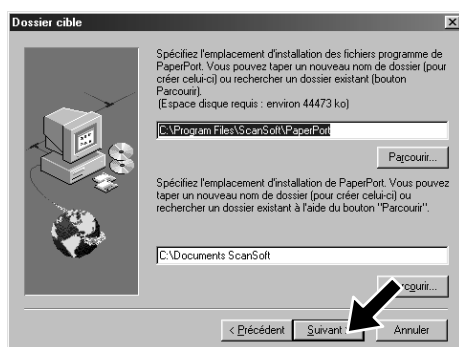 Dossier cible
Spécifiez l'emplacement d'installation des fichiers programme de
PaperPort. Vous pouvez taper un nouveau nom de dossier (pour
créer celui-ci) ou rechercher un dossier existant (bouton
Parcourir).
(Espace disque requis : environ 44473 ko)
C:\Program Files\ScanSoft\PaperPort
Parcourir...
Spécifiez l'emplacement d'installation de PaperPort. Vous pouvez
taper un nouveau nom de dossier (pour créer celui-ci) ou
rechercher un dossier existant à l'aide du bouton "Parcourir".
C:\Documents ScanSoft
< Précédent Suivant > Annuler